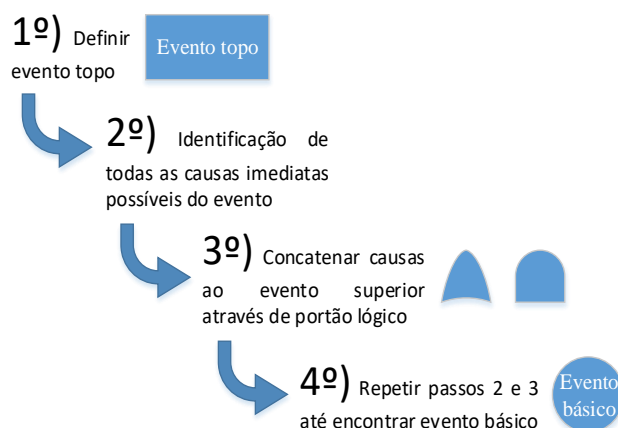 1º) Definir
evento topo
Evento topo
2º) Identificação de
todas as causas imediatas
possíveis do evento
3º) Concatenar causas
ao evento superior
através de portão lógico
4º) Repetir passos 2 e 3
até encontrar evento básico
Evento
básico